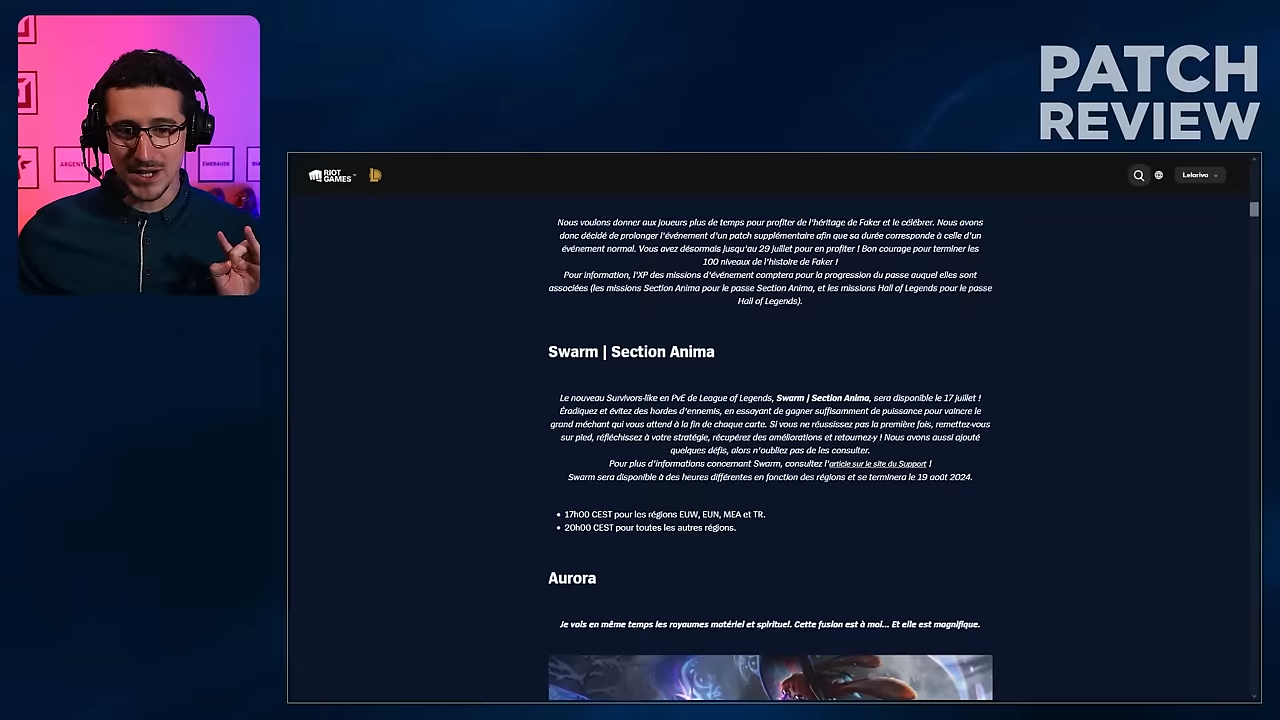 PATCH
REVIEW
ARGENT
ÉMERAUDE
DIA
RIOT
GAMES
Lelariva
Nous voulons donner aux joueurs plus de temps pour profiter de l'héritage de Faker et le célébrer. Nous avons
donc décidé de prolonger l'événement d'un patch supplémentaire afin que sa durée corresponde à celle d'un
événement normal. Vous avez désormais jusqu'au 29 juillet pour en profiter ! Bon courage pour terminer les
100 niveaux de l'histoire de Faker !
Pour information, l'XP des missions d'événement comptera pour la progression du passe auquel elles sont
associées (les missions Section Anima pour le passe Section Anima, et les missions Hall of Legends pour le passe
Hall of Legends).
Swarm | Section Anima
Le nouveau Survivors-like en PvE de League of Legends, Swarm | Section Anima, sera disponible le 17 juillet !
Éradiquez et évitez des hordes d'ennemis, en essayant de gagner suffisamment de puissance pour vaincre le
grand méchant qui vous attend à la fin de chaque carte. Si vous ne réussissez pas la première fois, remettez-vous
sur pied, réfléchissez à votre stratégie, récupérez des améliorations et retournez-y ! Nous avons aussi ajouté
quelques défis, alors n'oubliez pas de les consulter.
Pour plus d'informations concernant Swarm, consultez l'article sur le site du Support !
Swarm sera disponible à des heures différentes en fonction des régions et se terminera le 19 août 2024.
• 17h00 CEST pour les régions EUW, EUN, MEA et TR.
• 20h00 CEST pour toutes les autres régions.
Aurora
Je vois en même temps les royaumes matériel et spirituel. Cette fusion est à moi... Et elle est magnifique.